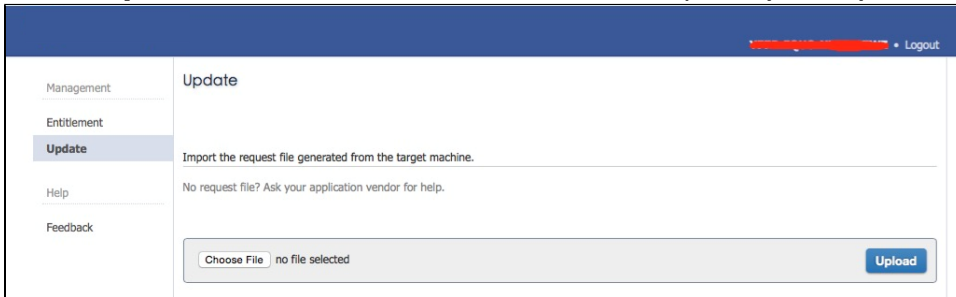 • Logout
Management
Entitlement
Update
Help
Feedback
Update
Import the request file generated from the target machine.
No request file? Ask your application vendor for help.
Choose File no file selected
Upload